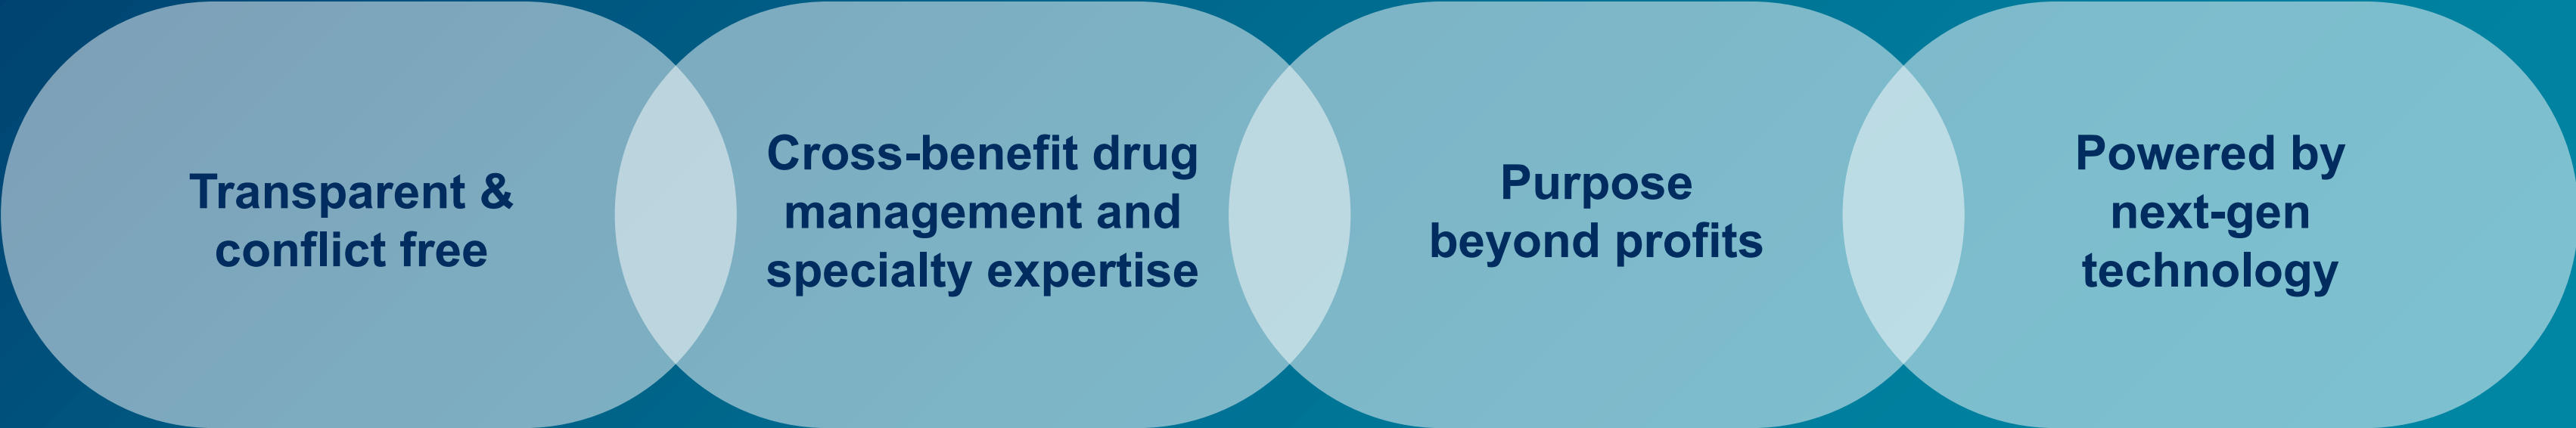 Transparent &
conflict free
Cross-benefit drug
management and
specialty expertise
Purpose
beyond profits
Powered by
next-gen
technology